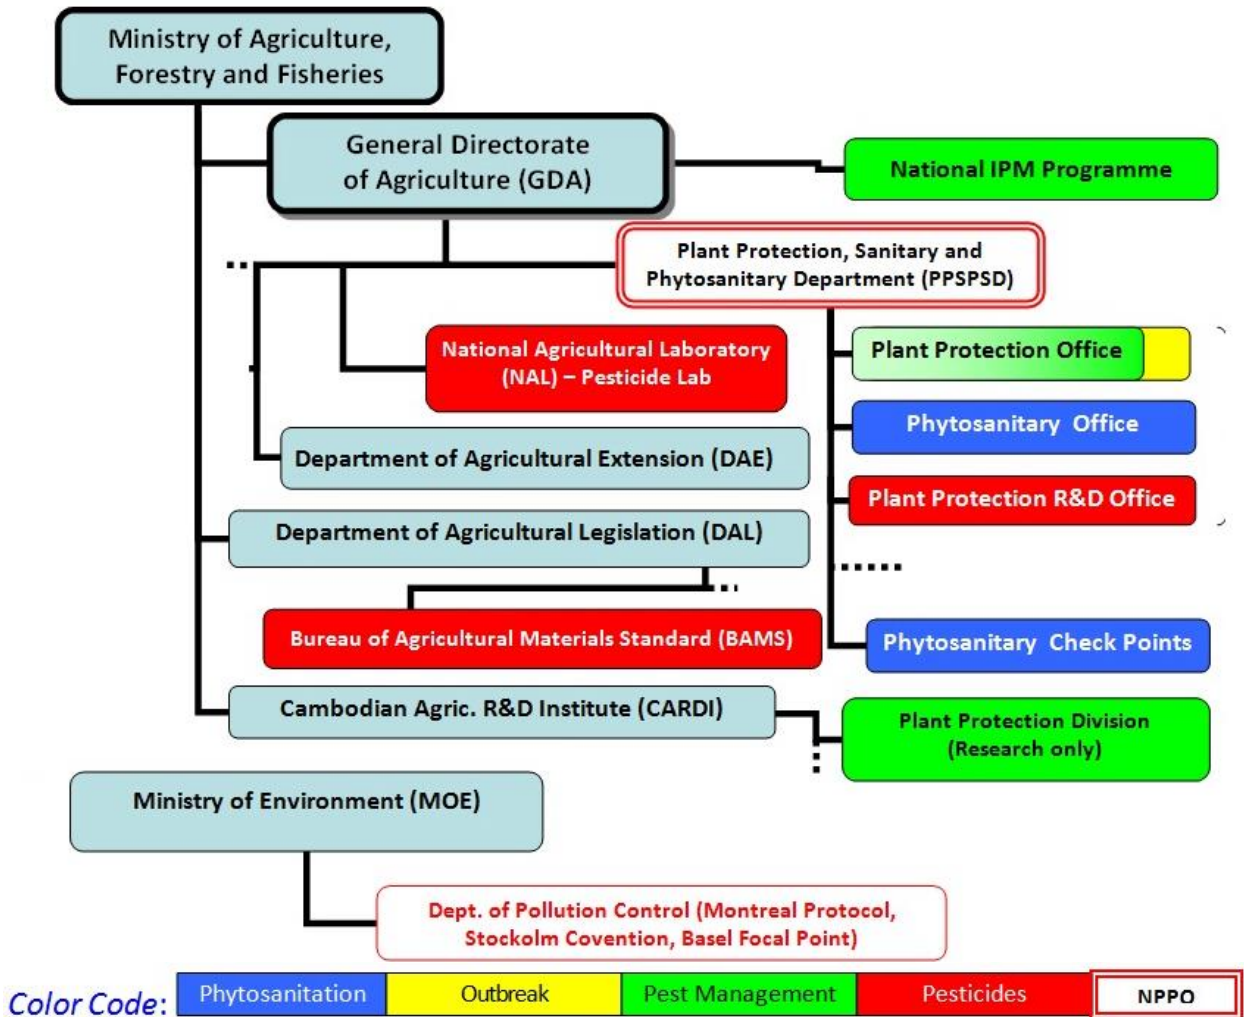 Ministry of Agriculture,
Forestry and Fisheries
General Directorate
of Agriculture (GDA)
National IPM Programme
Plant Protection, Sanitary and
Phytosanitary Department (PPSPSD)
National Agricultural Laboratory
(NAL) – Pesticide Lab
Plant Protection Office
Phytosanitary Office
Department of Agricultural Extension (DAE)
Plant Protection R&D Office
Department of Agricultural Legislation (DAL)
Bureau of Agricultural Materials Standard (BAMS)
Phytosanitary Check Points
Cambodian Agric. R&D Institute (CARDI)
Plant Protection Division
(Research only)
Ministry of Environment (MOE)
Dept. of Pollution Control (Montreal Protocol,
Stockolm Covention, Basel Focal Point)
Color Code: Phytosanitation Outbreak Pest Management Pesticides NPPO